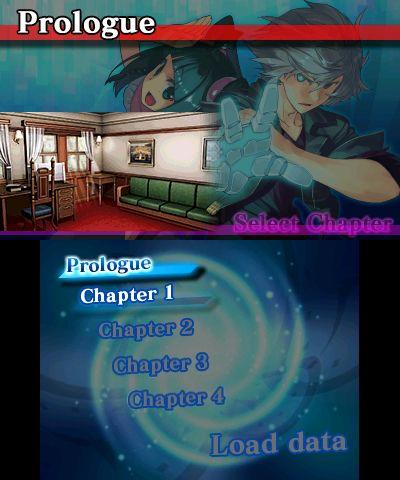 Prologue
Select Chapter
Prologue
Chapter 1
Chapter 2
Chapter 3
Chapter 4
Load data